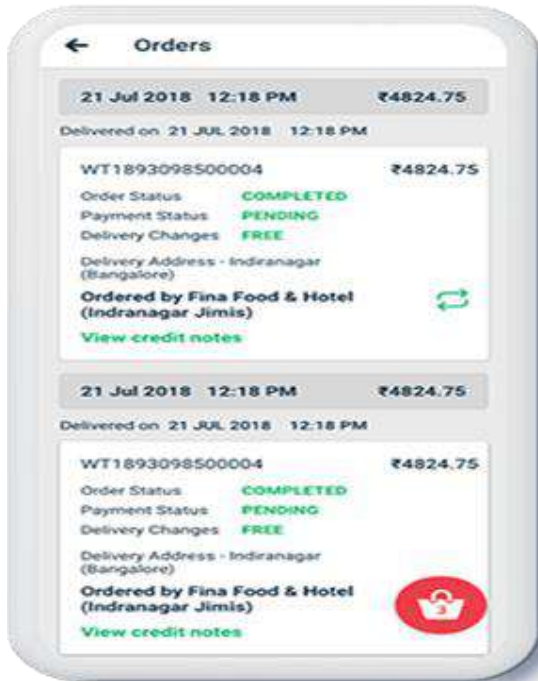 Orders
21 Jul 2018 12:18 PM ₹4824.75
Delivered on 21 JUL 2018 12:18 PM
WT1893098500004 ₹4824.75
Order Status COMPLETED
Payment Status PENDING
Delivery Changes FREE
Delivery Address - Indiranagar
(Bangalore)
Ordered by Fina Food & Hotel
(Indranagar Jimis)
View credit notes
21 Jul 2018 12:18 PM ₹4824.75
Delivered on 21 JUL 2018 12:18 PM
WT1893098500004 ₹4824.75
Order Status COMPLETED
Payment Status PENDING
Delivery Changes FREE
Delivery Address - Indiranagar
(Bangalore)
Ordered by Fina Food & Hotel
(Indranagar Jimis)
3
View credit notes